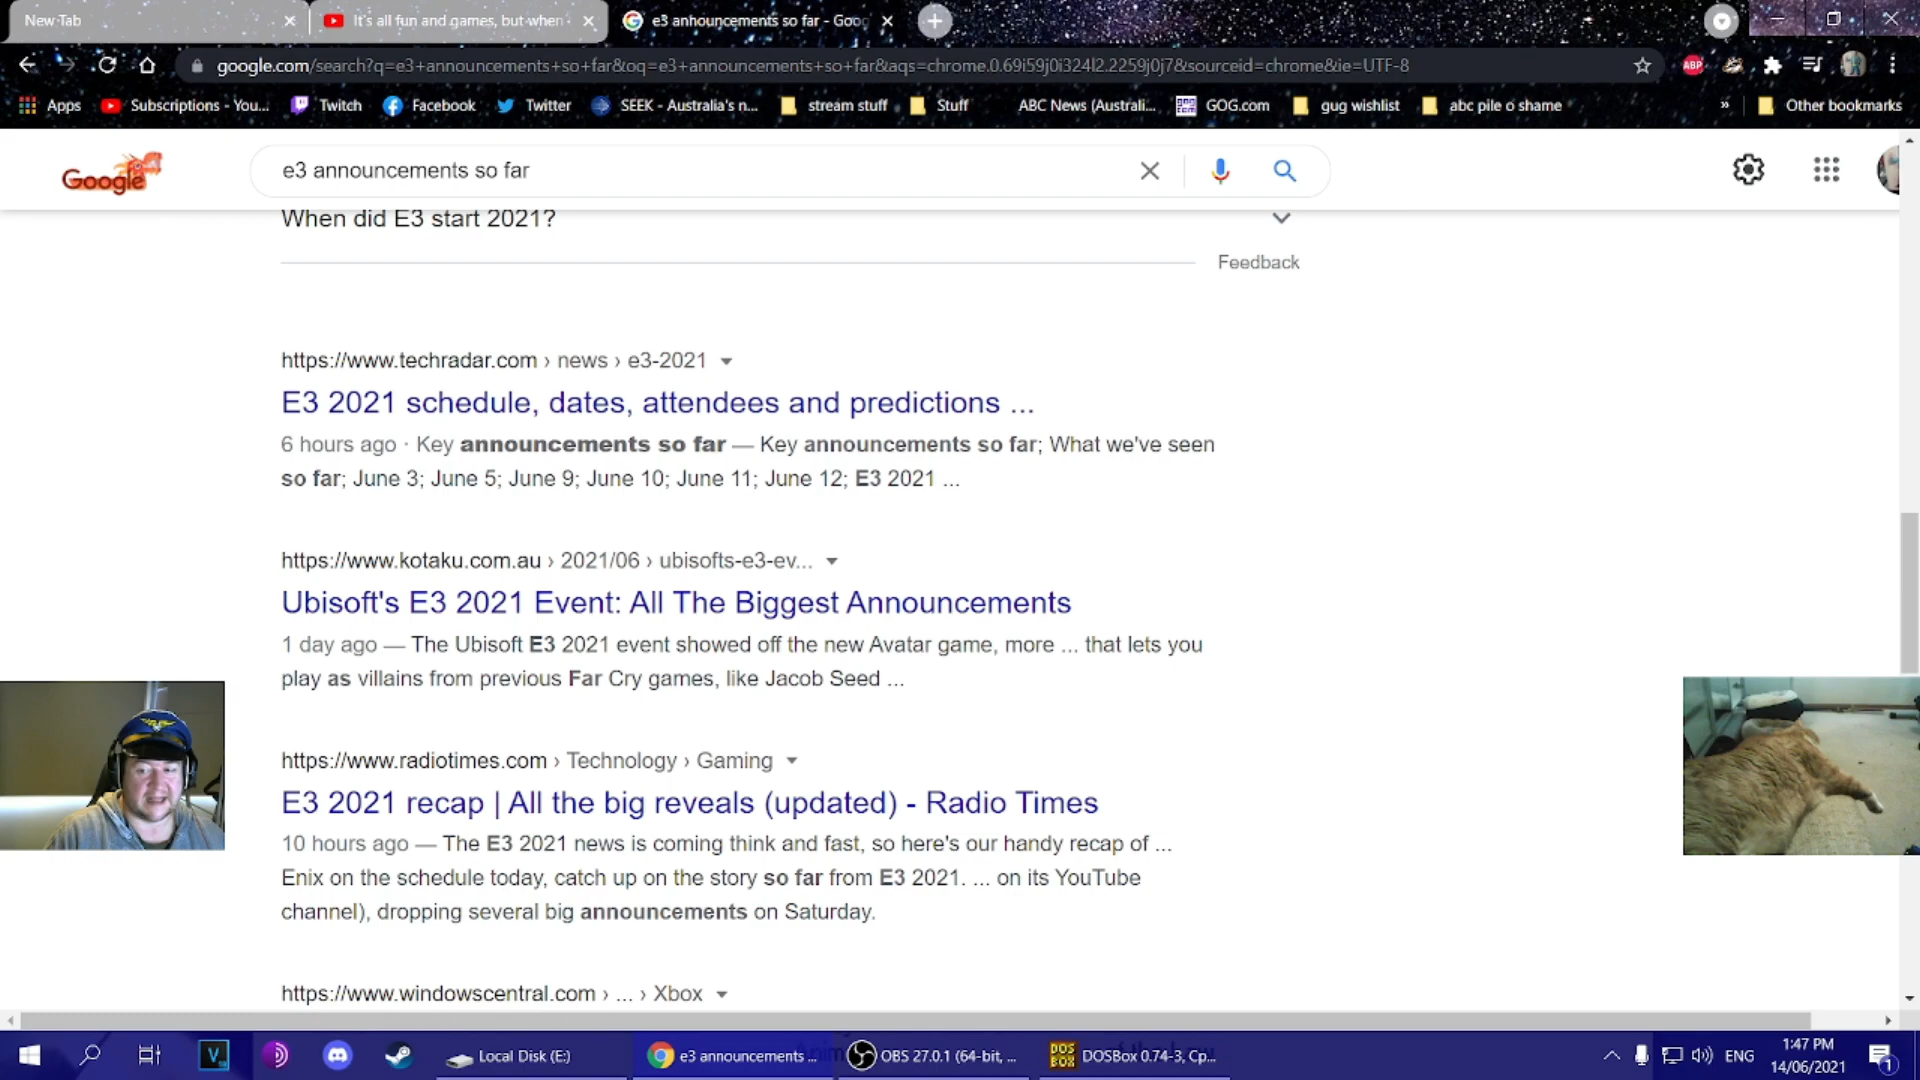 New Tab
It's all fun and games, but when
e3 anhouncements so far - Goog
google.com/search?q=e3+announcements+so+far&oq=e3+announcements+so+far&aqs=chrome.0.69i59j0i324l2.2259j0j7&sourceid=chrome&ie=UTF-8
ABP
Apps
Subscriptions - You...
Twitch
Facebook
Twitter
SEEK - Australia's n...
stream stuff
Stuff
ABC News (Australi...
GOG.com
gug wishlist
abc pile o shame
»
Other bookmarks
Google
e3 announcements so far
When did E3 start 2021?
Feedback
https://www.techradar.com › news › e3-2021
E3 2021 schedule, dates, attendees and predictions ...
6 hours ago · Key announcements so far — Key announcements so far; What we've seen
so far; June 3; June 5; June 9; June 10; June 11; June 12; E3 2021 ...
https://www.kotaku.com.au › 2021/06 › ubisofts-e3-ev...
Ubisoft's E3 2021 Event: All The Biggest Announcements
1 day ago — The Ubisoft E3 2021 event showed off the new Avatar game, more ... that lets you
play as villains from previous Far Cry games, like Jacob Seed ...
https://www.radiotimes.com › Technology › Gaming
E3 2021 recap | All the big reveals (updated) - Radio Times
10 hours ago — The E3 2021 news is coming think and fast, so here's our handy recap of ...
Enix on the schedule today, catch up on the story so far from E3 2021. ... on its YouTube
channel), dropping several big announcements on Saturday.
https://www.windowscentral.com › ... › Xbox
Local Disk (E:)
e3 announcements ...
OBS 27.0.1 (64-bit, ...
DOS BOX
DOSBox 0.74-3, Cp...
ENG
1:47 PM
14/06/2021
1